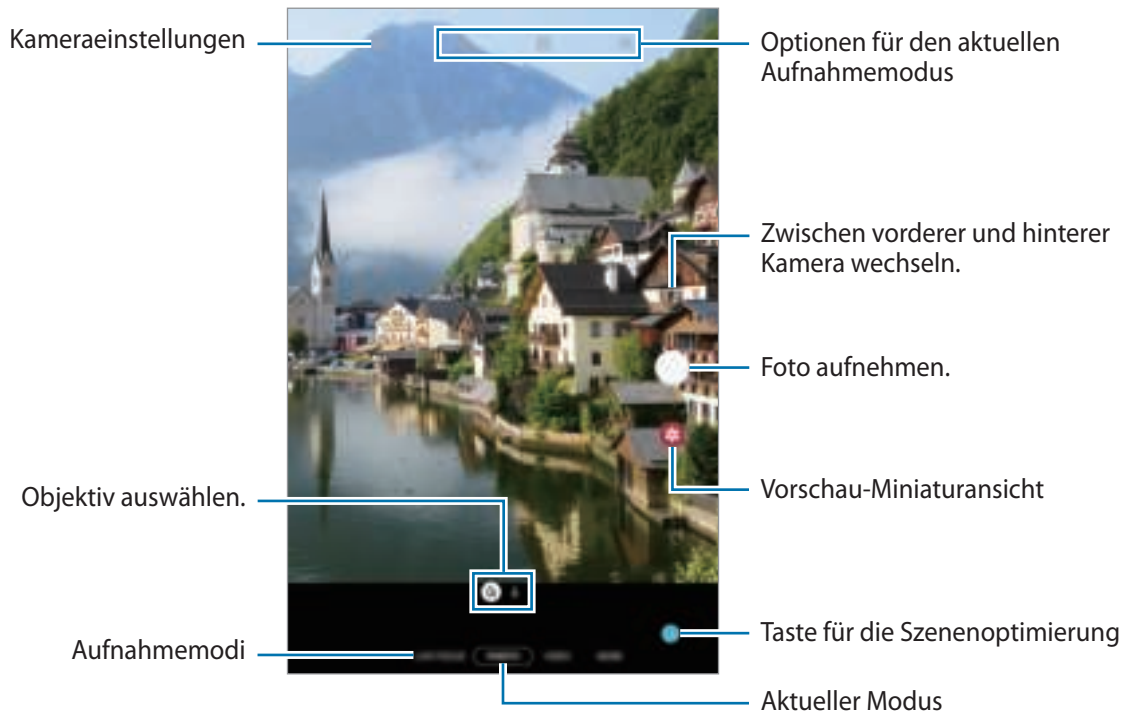 Kameraeinstellungen
Optionen für den aktuellen
Aufnahmemodus
Zwischen vorderer und hinterer
Kamera wechseln.
Foto aufnehmen.
Objektiv auswählen.
Vorschau-Miniaturansicht
Taste für die Szenenoptimierung
Aufnahmemodi
Aktueller Modus